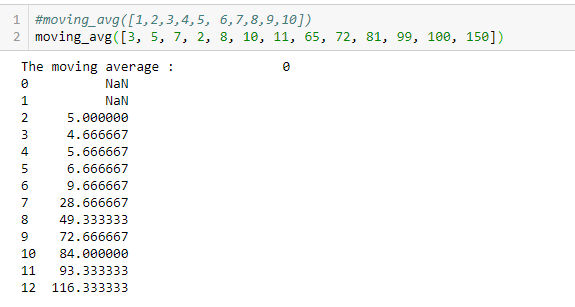 1 #moving_avg([1,2,3,4,5, 6,7,8,9,10])
2 moving_avg([3, 5, 7, 2, 8, 10, 11, 65, 72, 81, 99, 100, 150])
The moving average : 0
0 NaN
1 NaN
2 5.000000
3 4.666667
4 5.666667
5 6.666667
6 9.666667
7 28.666667
8 49.333333
9 72.666667
10 84.000000
11 93.333333
12 116.333333